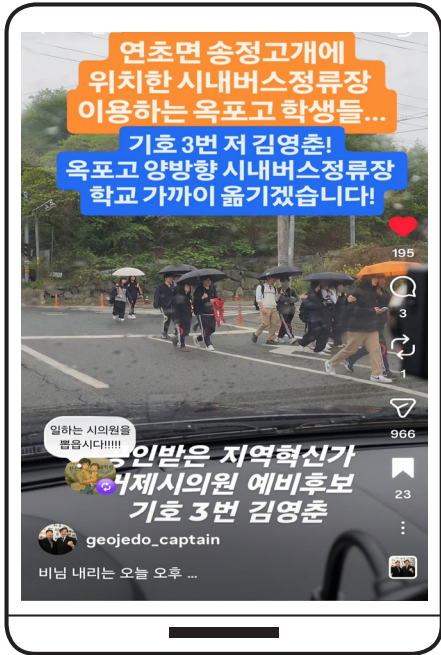 연초면 송정고개에
위치한 시내버스정류장
이용하는 옥포고 학생들...
기호 3번 저 김영춘!
옥포고 양방향 시내버스정류장
학교 가까이 옮기겠습니다!
195
3
1
966
일하는 시의원을
뽑읍시다!!!!!
인받은 지역혁신가
거제시의원 예비후보
23
기호 3번 김영춘
geojedo_captain
비님 내리는 오늘 오후 ...